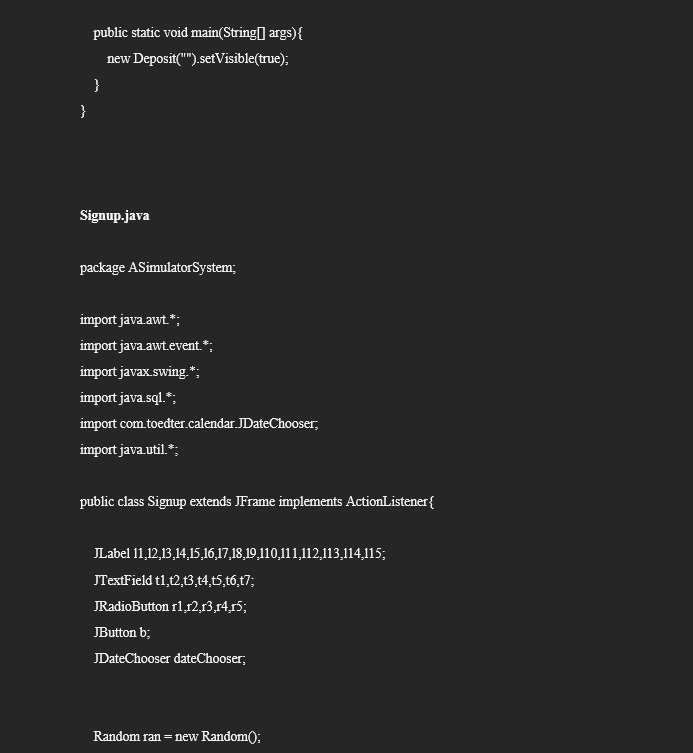 public static void main(String[] args){
new Deposit("").setVisible(true);
}
}
Signup.java
package ASimulatorSystem;
import java.awt.*;
import java.awt.event.*;
import javax.swing.*;
import java.sql.*;
import com.toedter.calendar.JDateChooser;
import java.util.*;
public class Signup extends JFrame implements ActionListener{
JLabel l1,l2,l3,l4,l5,l6,l7,l8,l9,l10,l11,l12,l13,l14,l15;
JTextField t1,t2,t3,t4,t5,t6,t7;
JRadioButton r1,r2,r3,r4,r5;
JButton b;
JDateChooser dateChooser;
Random ran = new Random();